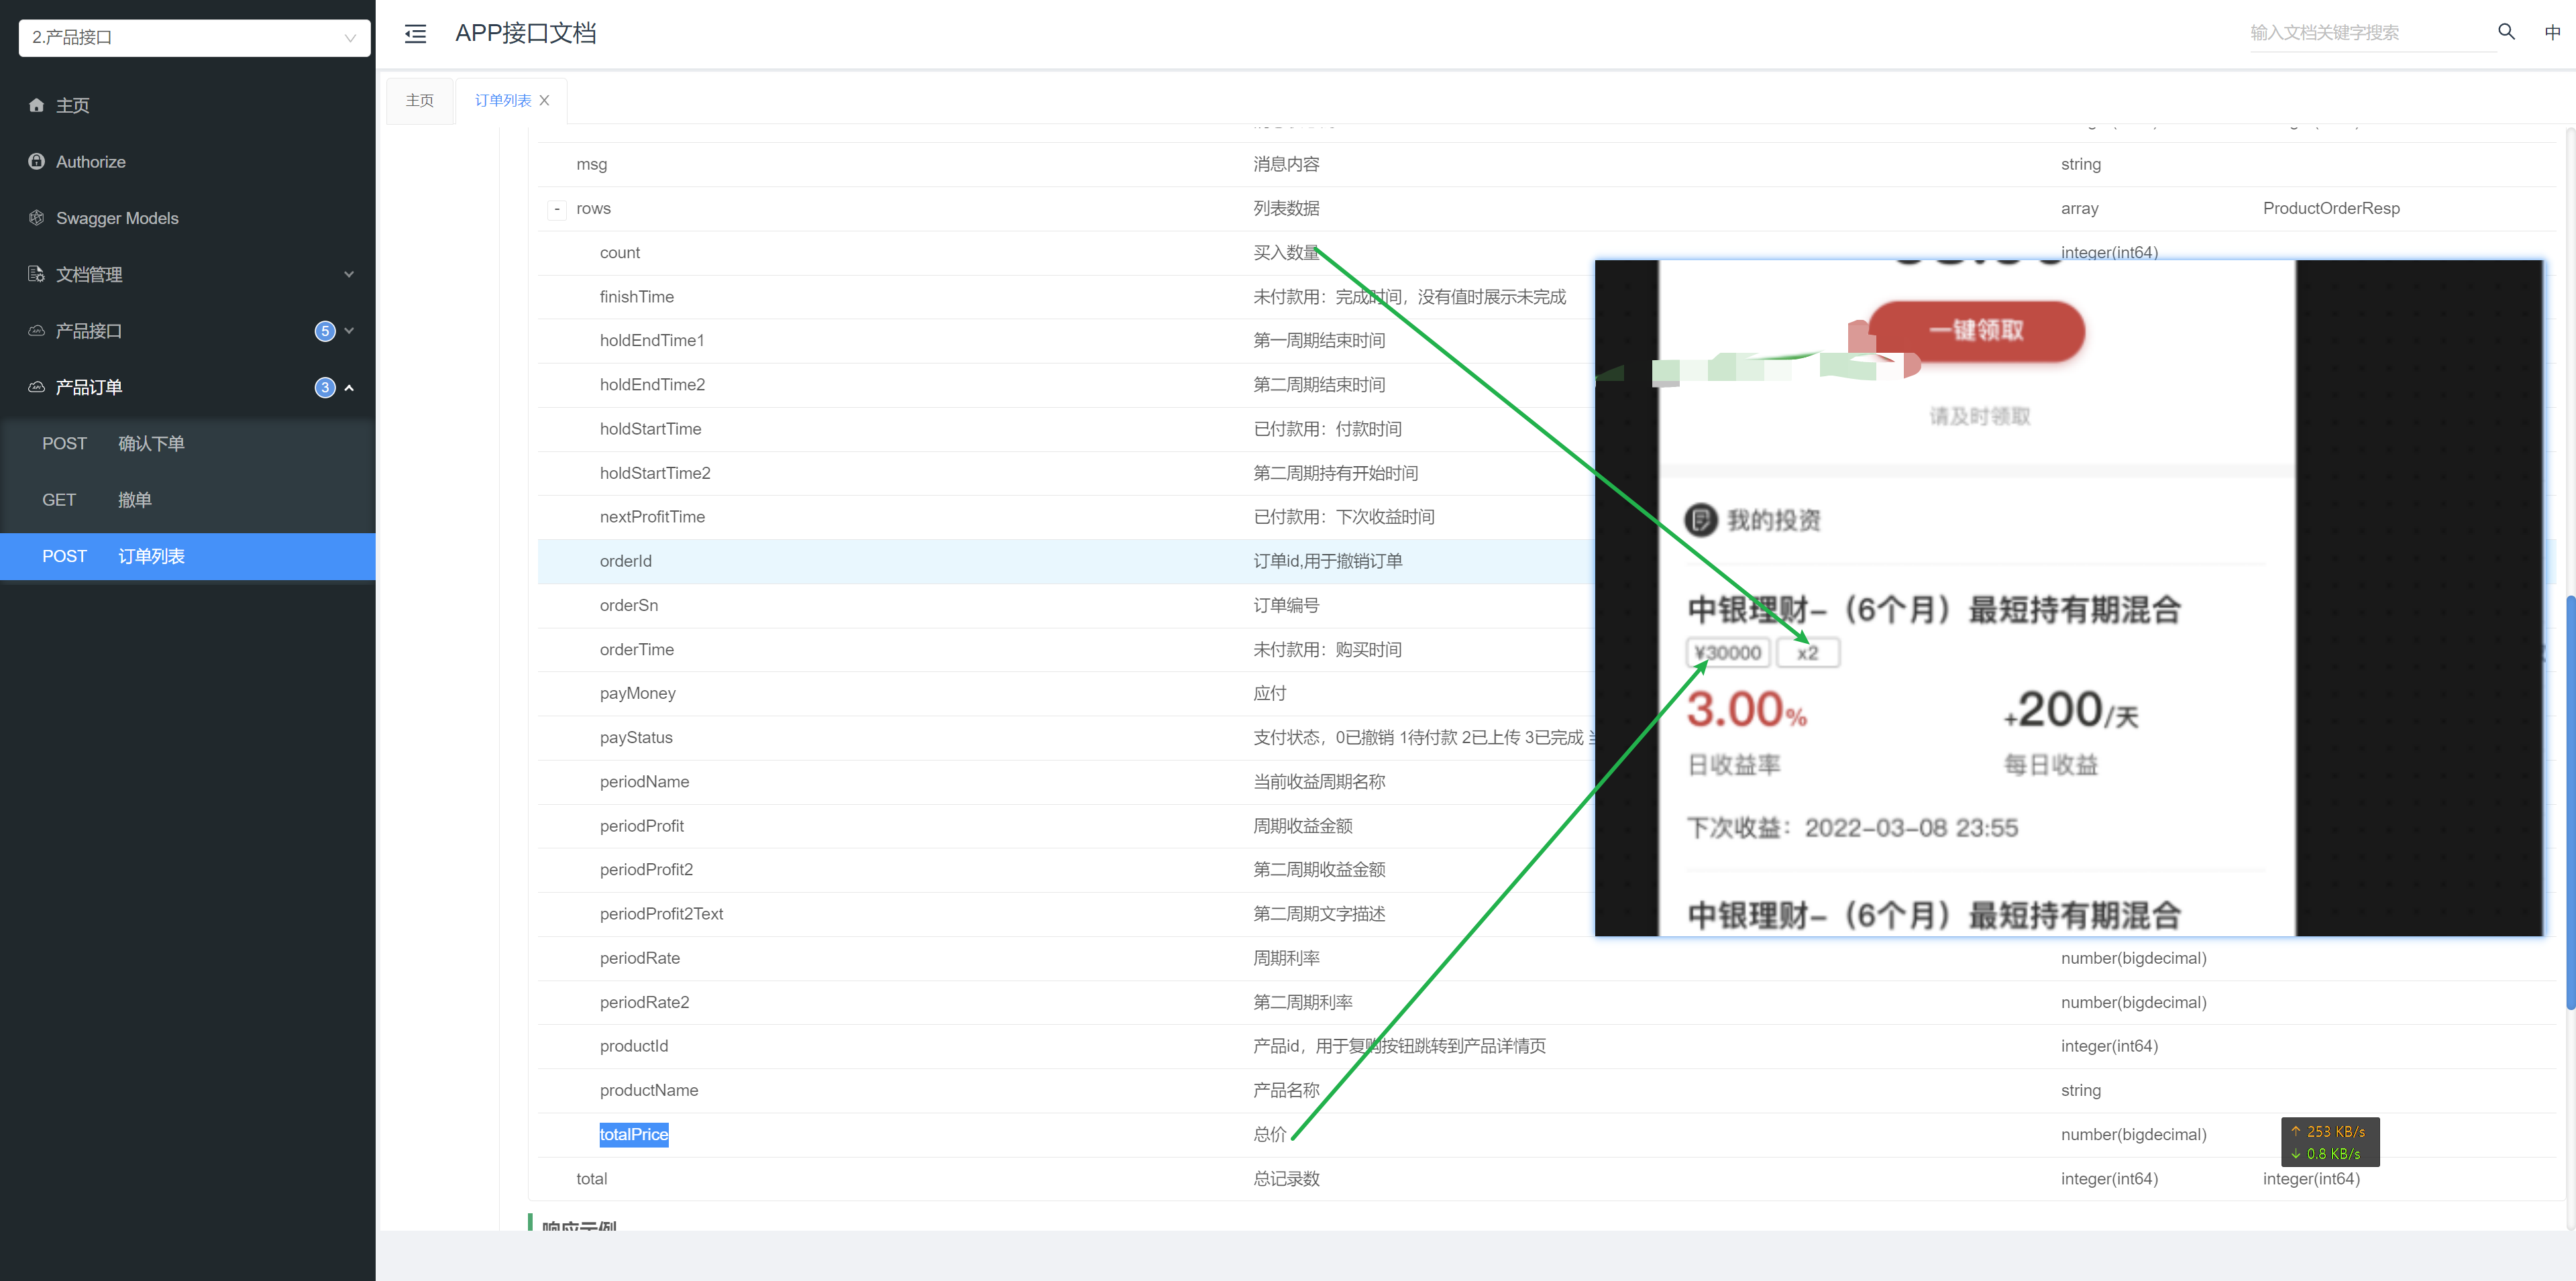 2.产品接口
APP接口文档
输入文档关键字搜索
中
主页
Authorize
Swagger Models
文档管理
产品接口 5
产品订单 3
POST 确认下单
GET 撤单
POST 订单列表
主页 订单列表
msg 消息内容 string
- rows 列表数据 array ProductOrderResp
count 买入数量 integer(int64)
finishTime 未付款用：完成时间，没有值时展示未完成
holdEndTime1 第一周期结束时间
holdEndTime2 第二周期结束时间
holdStartTime 已付款用：付款时间
holdStartTime2 第二周期持有开始时间
nextProfitTime 已付款用：下次收益时间
orderId 订单id,用于撤销订单
orderSn 订单编号
orderTime 未付款用：购买时间
payMoney 应付
payStatus 支付状态，0已撤销 1待付款 2已上传 3已完成
periodName 当前收益周期名称
periodProfit 周期收益金额
periodProfit2 第二周期收益金额
periodProfit2Text 第二周期文字描述
periodRate 周期利率 number(bigdecimal)
periodRate2 第二周期利率 number(bigdecimal)
productId 产品id，用于复购按钮跳转到产品详情页 integer(int64)
productName 产品名称 string
totalPrice 总价 number(bigdecimal)
total 总记录数 integer(int64) integer(int64)
响应示例
一键领取
请及时领取
我的投资
中银理财-（6个月）最短持有期混合
¥30000 x2
3.00% +200/天
日收益率 每日收益
下次收益：2022-03-08 23:55
中银理财-（6个月）最短持有期混合
↑ 253 KB/s
↓ 0.8 KB/s